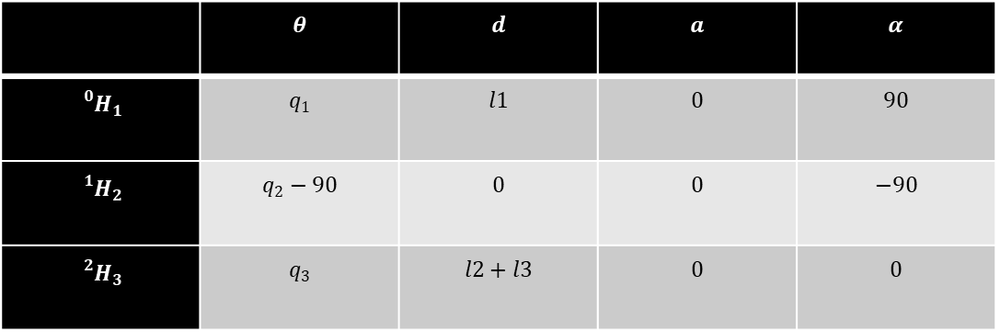 θ d a α
⁰H₁ q₁ l1 0 90
¹H₂ q₂ − 90 0 0 −90
²H₃ q₃ l2 + l3 0 0